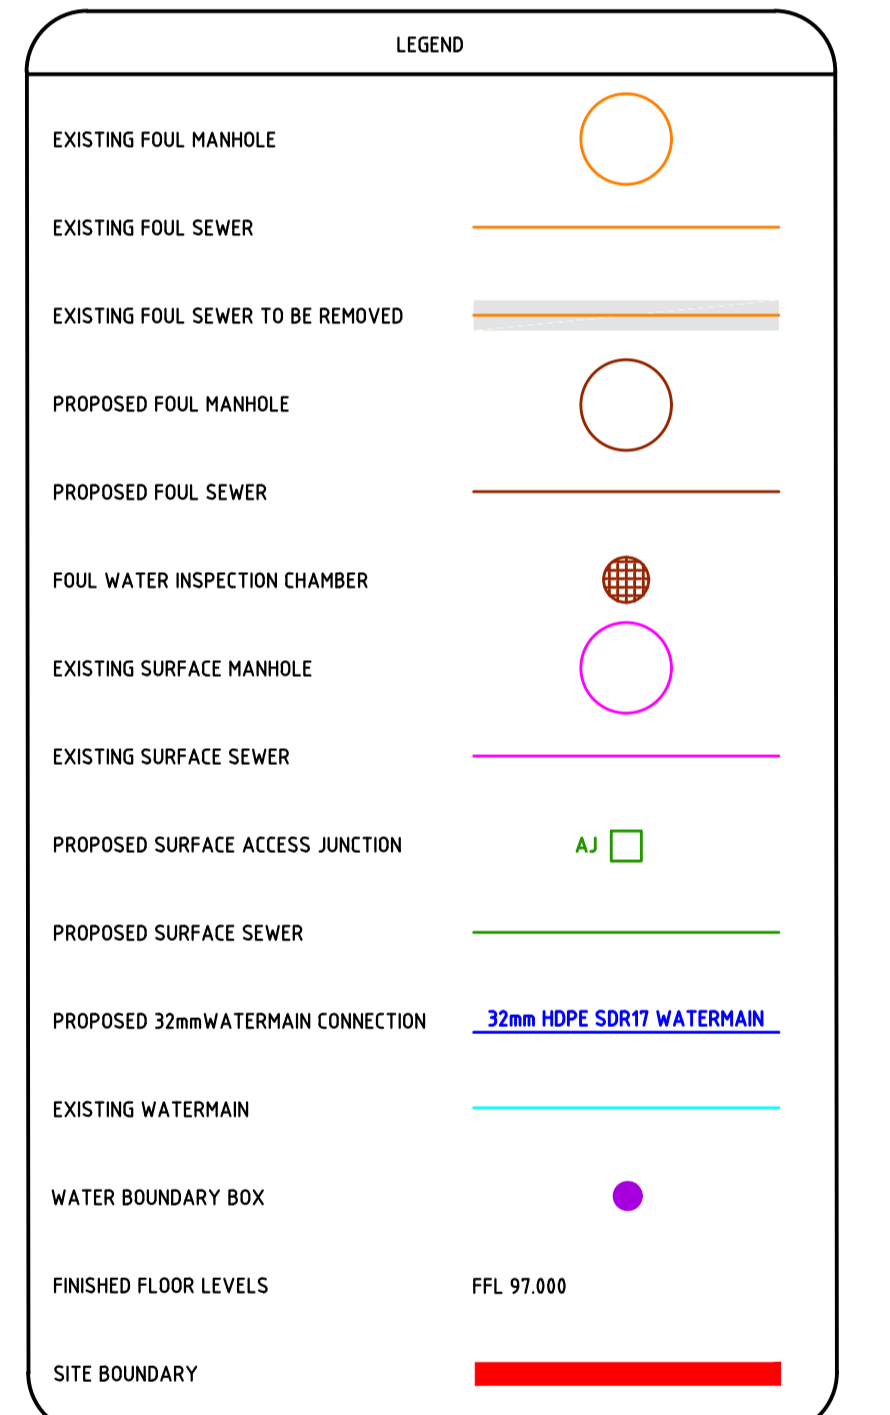 LEGEND
EXISTING FOUL MANHOLE
EXISTING FOUL SEWER
EXISTING FOUL SEWER TO BE REMOVED
PROPOSED FOUL MANHOLE
PROPOSED FOUL SEWER
FOUL WATER INSPECTION CHAMBER
EXISTING SURFACE MANHOLE
EXISTING SURFACE SEWER
PROPOSED SURFACE ACCESS JUNCTION AJ
PROPOSED SURFACE SEWER
PROPOSED 32mmWATERMAIN CONNECTION 32mm HDPE SDR17 WATERMAIN
EXISTING WATERMAIN
WATER BOUNDARY BOX
FINISHED FLOOR LEVELS FFL 97.000
SITE BOUNDARY